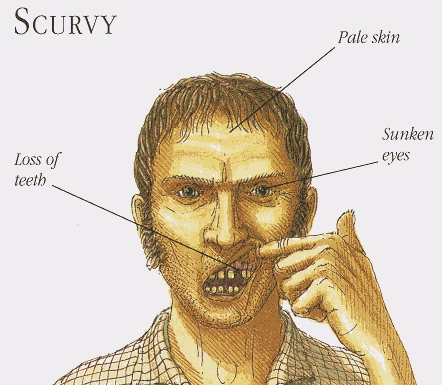 SCURVY
Pale skin
Sunken
eyes
Loss of
teeth